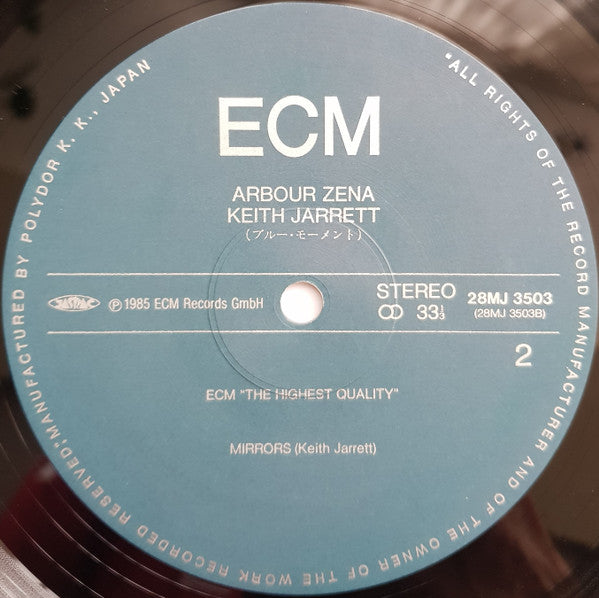 ECM
ARBOUR ZENA
KEITH JARRETT
(ブルー・モーメント)
JASRAC
Ⓟ1985 ECM Records GmbH
STEREO
33⅓
28MJ 3503
(28MJ 3503B)
2
ECM "THE HIGHEST QUALITY"
MIRRORS (Keith Jarrett)
"ALL RIGHTS OF THE RECORD MANUFACTURER AND OF THE OWNER OF THE WORK RECORDED RESERVED;" MANUFACTURED BY POLYDOR K. K., JAPAN